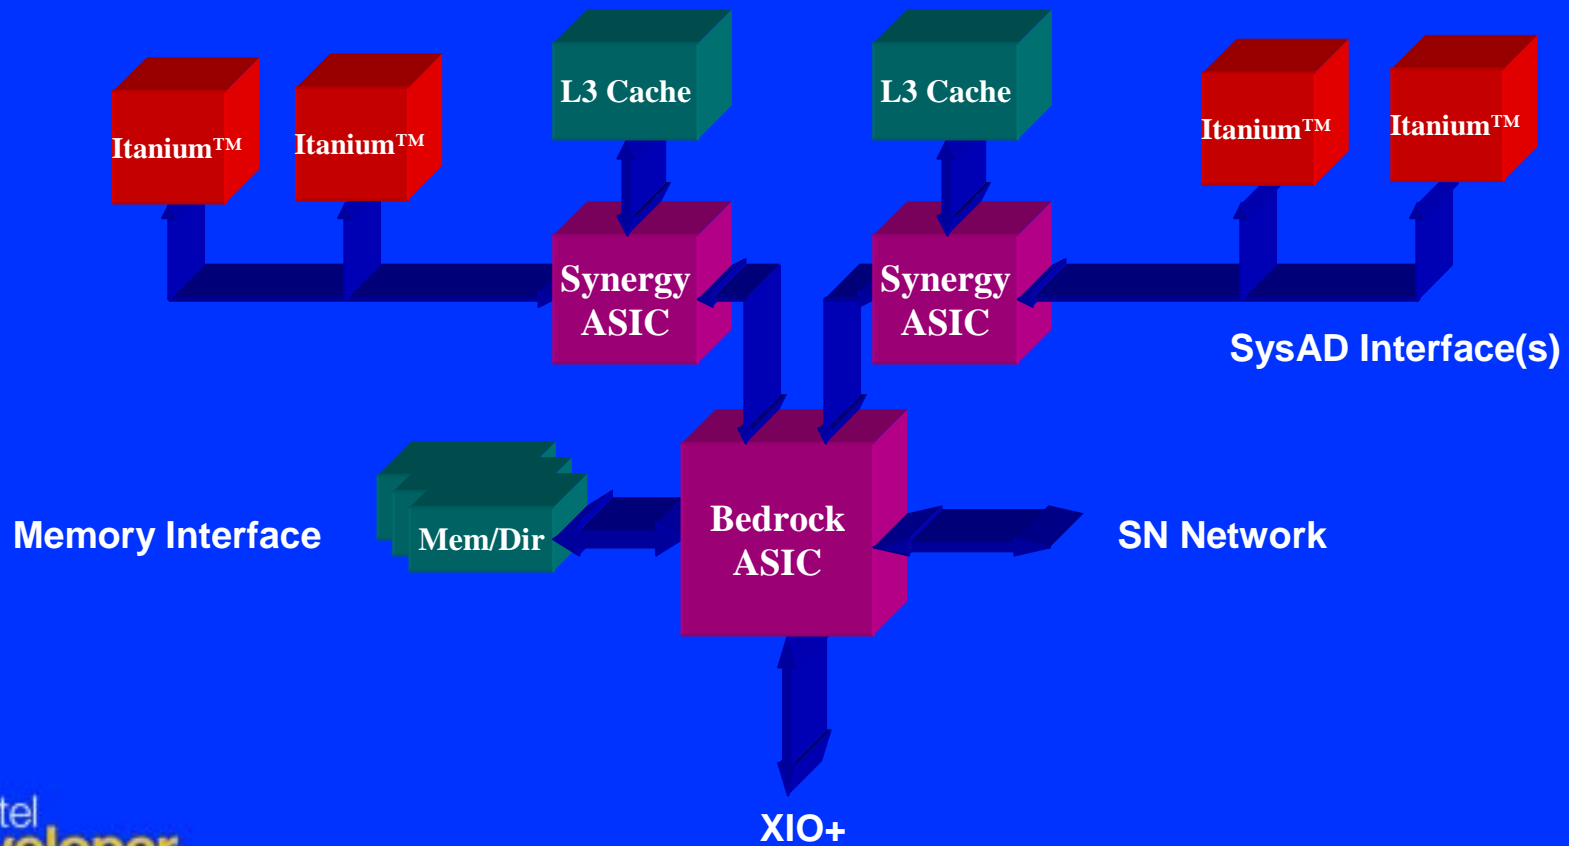 L3 Cache
L3 Cache
Itanium™
Itanium™
Itanium™
Itanium™
Synergy
ASIC
Synergy
ASIC
SysAD Interface(s)
Memory Interface
Mem/Dir
Bedrock
ASIC
SN Network
XIO+